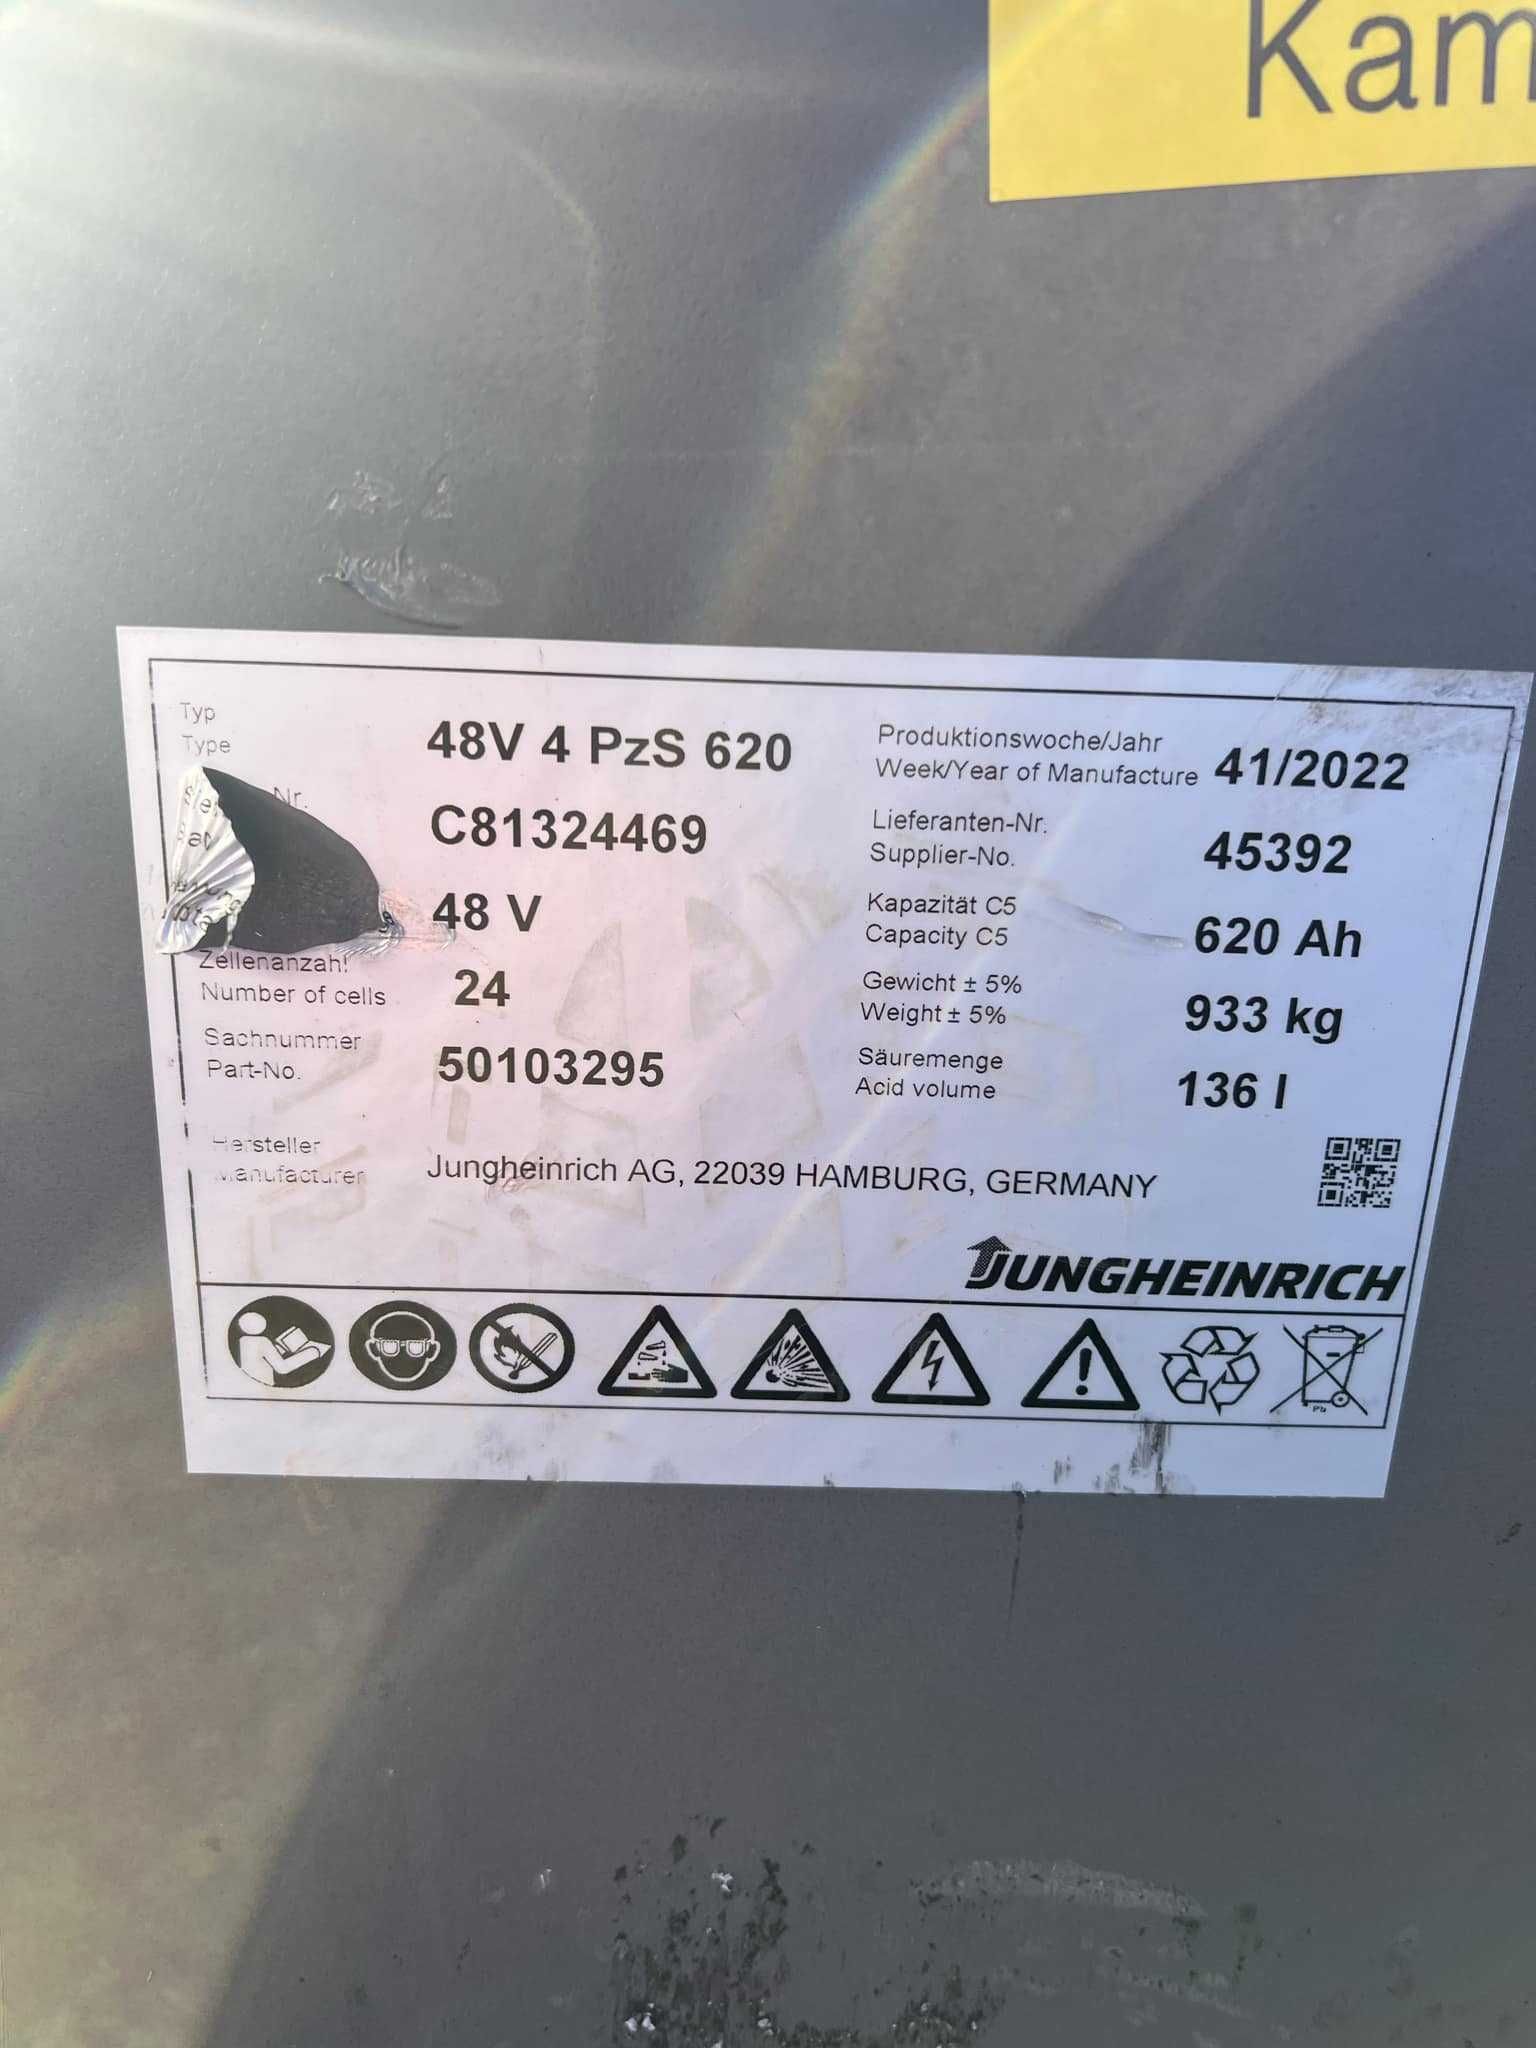 Kam
Typ
Type
48V 4 PzS 620
Produktionswoche/Jahr
Week/Year of Manufacture
41/2022
Nr.
C81324469
Lieferanten-Nr.
Supplier-No.
45392
48 V
Kapazität C5
Capacity C5
620 Ah
Zellenanzahl
Number of cells
24
Gewicht ± 5%
Weight ± 5%
933 kg
Sachnummer
Part-No.
50103295
Säuremenge
Acid volume
136 l
Hersteller
Manufacturer
Jungheinrich AG, 22039 HAMBURG, GERMANY
JUNGHEINRICH
Pb